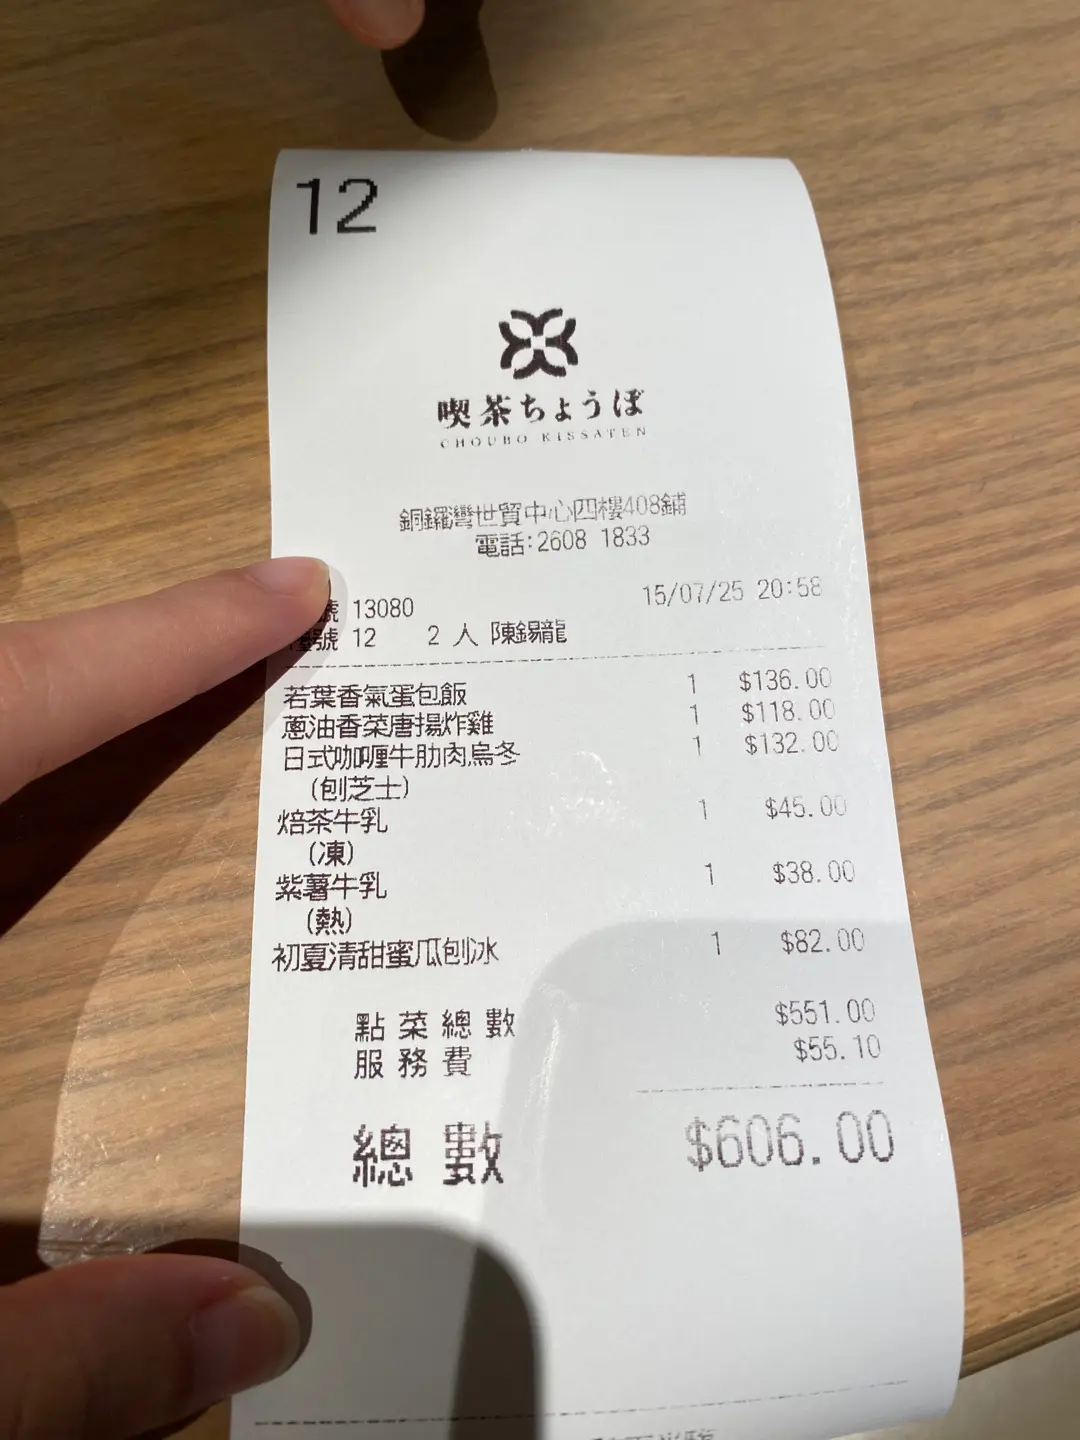 12
喫茶ちょうぼ
CHOUBO KISSATEN
銅鑼灣世貿中心四樓408鋪
電話:2608 1833
號 13080 15/07/25 20:58
號 12 2 人 陳錫龍
若葉香氣蛋包飯 1 $136.00
蔥油香菜唐揚炸雞 1 $118.00
日式咖喱牛肋肉烏冬 1 $132.00
(刨芝士)
焙茶牛乳 1 $45.00
(凍)
紫薯牛乳 1 $38.00
(熱)
初夏清甜蜜瓜刨冰 1 $82.00
點菜總數 $551.00
服務費 $55.10
總數 $606.00